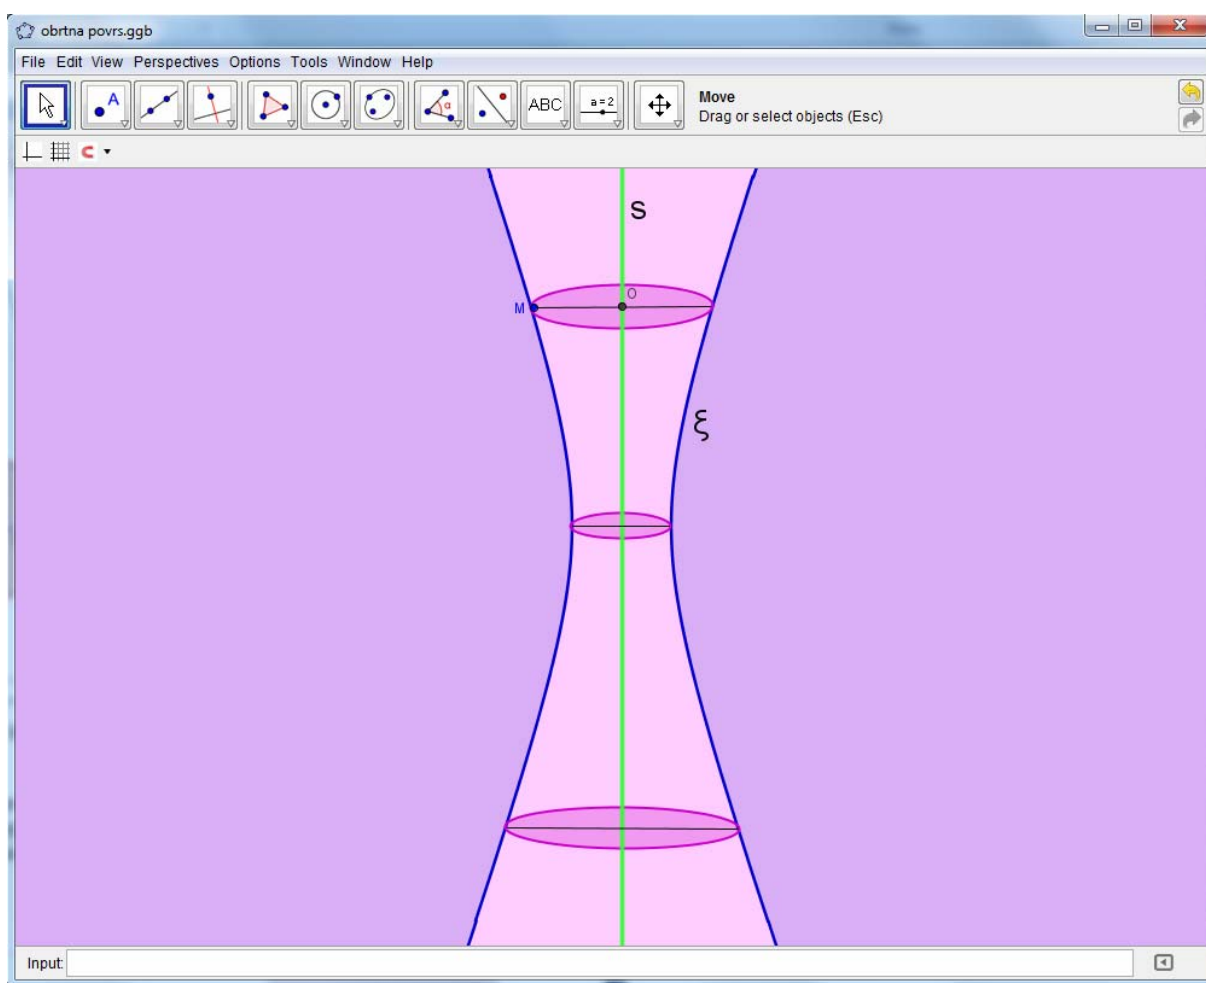 obrtna povrs.ggb
File Edit View Perspectives Options Tools Window Help
A
α
ABC
a = 2
Move
Drag or select objects (Esc)
s
O
M
ξ
Input: